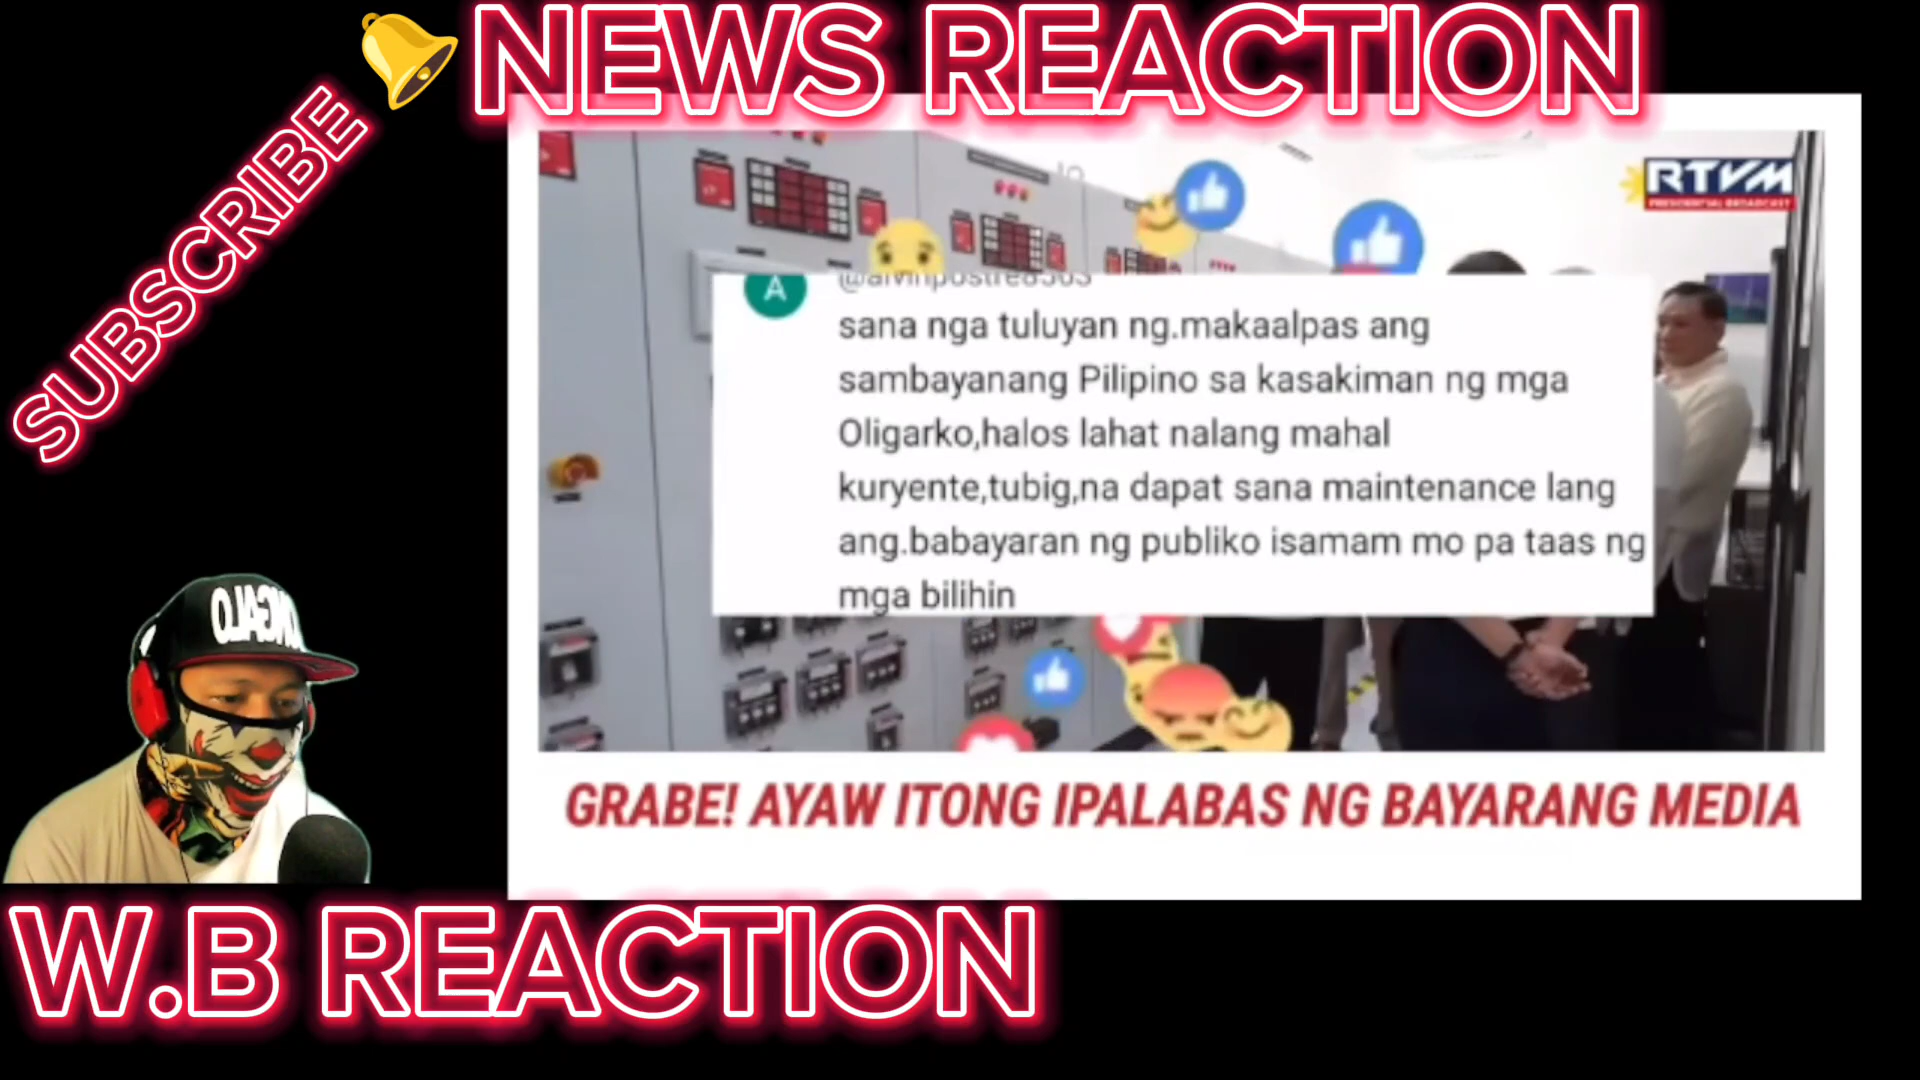 NEWS REACTION
SUBSCRIBE
RTVM
PRESIDENTIAL BROADCAST
A
sana nga tuluyan ng.makaalpas ang
sambayanang Pilipino sa kasakiman ng mga
Oligarko,halos lahat nalang mahal
kuryente,tubig,na dapat sana maintenance lang
ang.babayaran ng publiko isamam mo pa taas ng
mga bilihin
GRABE! AYAW ITONG IPALABAS NG BAYARANG MEDIA
W.B REACTION